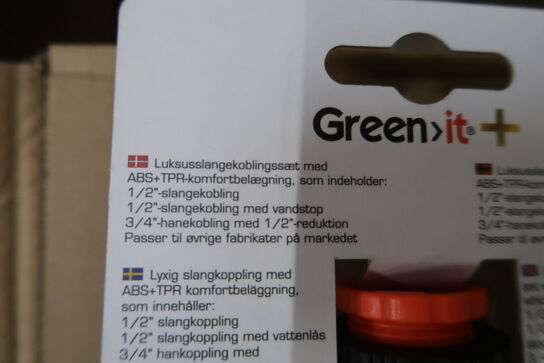 Green>it® +
Luksusslangekoblingssæt med
ABS+TPR-komfortbelægning, som indeholder:
1/2"-slangekobling
1/2"-slangekobling med vandstop
3/4"-hanekobling med 1/2"-reduktion
Passer til øvrige fabrikater på markedet
Lyxig slangkoppling med
ABS+TPR komfortbeläggning,
som innehåller:
1/2" slangkoppling
1/2" slangkoppling med vattenlås
3/4" hankoppling med